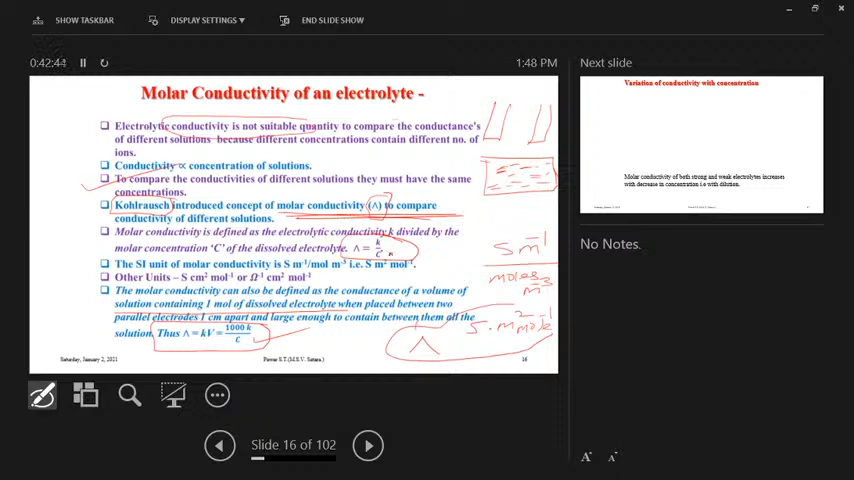 SHOW TASKBAR
DISPLAY SETTINGS ▼
END SLIDE SHOW
0:42:44
1:48 PM
Molar Conductivity of an electrolyte -
Electrolytic conductivity is not suitable quantity to compare the conductance's
of different solutions because different concentrations contain different no. of
ions.
Conductivity ∝ concentration of solutions.
To compare the conductivities of different solutions they must have the same
concentrations.
Kohlrausch introduced concept of molar conductivity (∧) to compare
conductivity of different solutions.
Molar conductivity is defined as the electrolytic conductivity k divided by the
molar concentration 'C' of the dissolved electrolyte. ∧ = k/C
The SI unit of molar conductivity is S m⁻¹/mol m⁻³ i.e. S m² mol⁻¹.
Other Units – S cm² mol⁻¹ or Ω⁻¹ cm² mol⁻¹
The molar conductivity can also be defined as the conductance of a volume of
solution containing 1 mol of dissolved electrolyte when placed between two
parallel electrodes 1 cm apart and large enough to contain between them all the
solution. Thus ∧ = kV = 1000 k/C
S m⁻¹
moles
m⁻³
S. m² mole⁻¹
∧
Saturday, January 2, 2021
Pawar S.T.(M.S.V. Satara.
16
Slide 16 of 102
Next slide
Variation of conductivity with concentration
Molar conductivity of both strong and weak electrolytes increases
with decrease in concentration i.e with dilution.
No Notes.
A
A